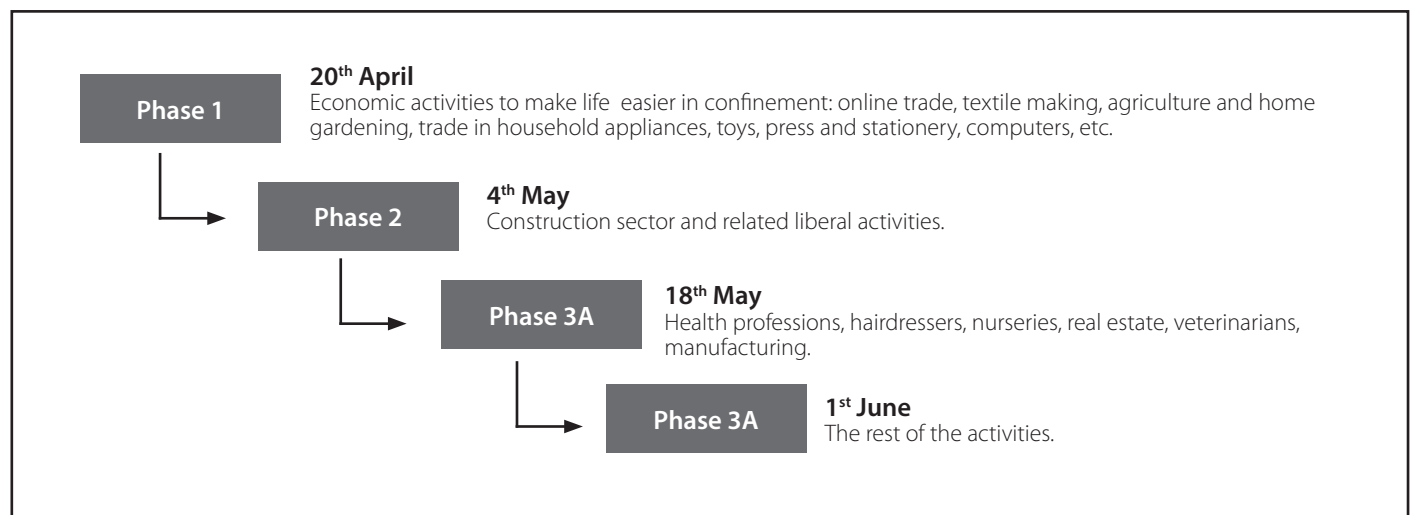 Phase 1
20th April
Economic activities to make life easier in confinement: online trade, textile making, agriculture and home
gardening, trade in household appliances, toys, press and stationery, computers, etc.
Phase 2
4th May
Construction sector and related liberal activities.
Phase 3A
18th May
Health professions, hairdressers, nurseries, real estate, veterinarians,
manufacturing.
Phase 3A
1st June
The rest of the activities.